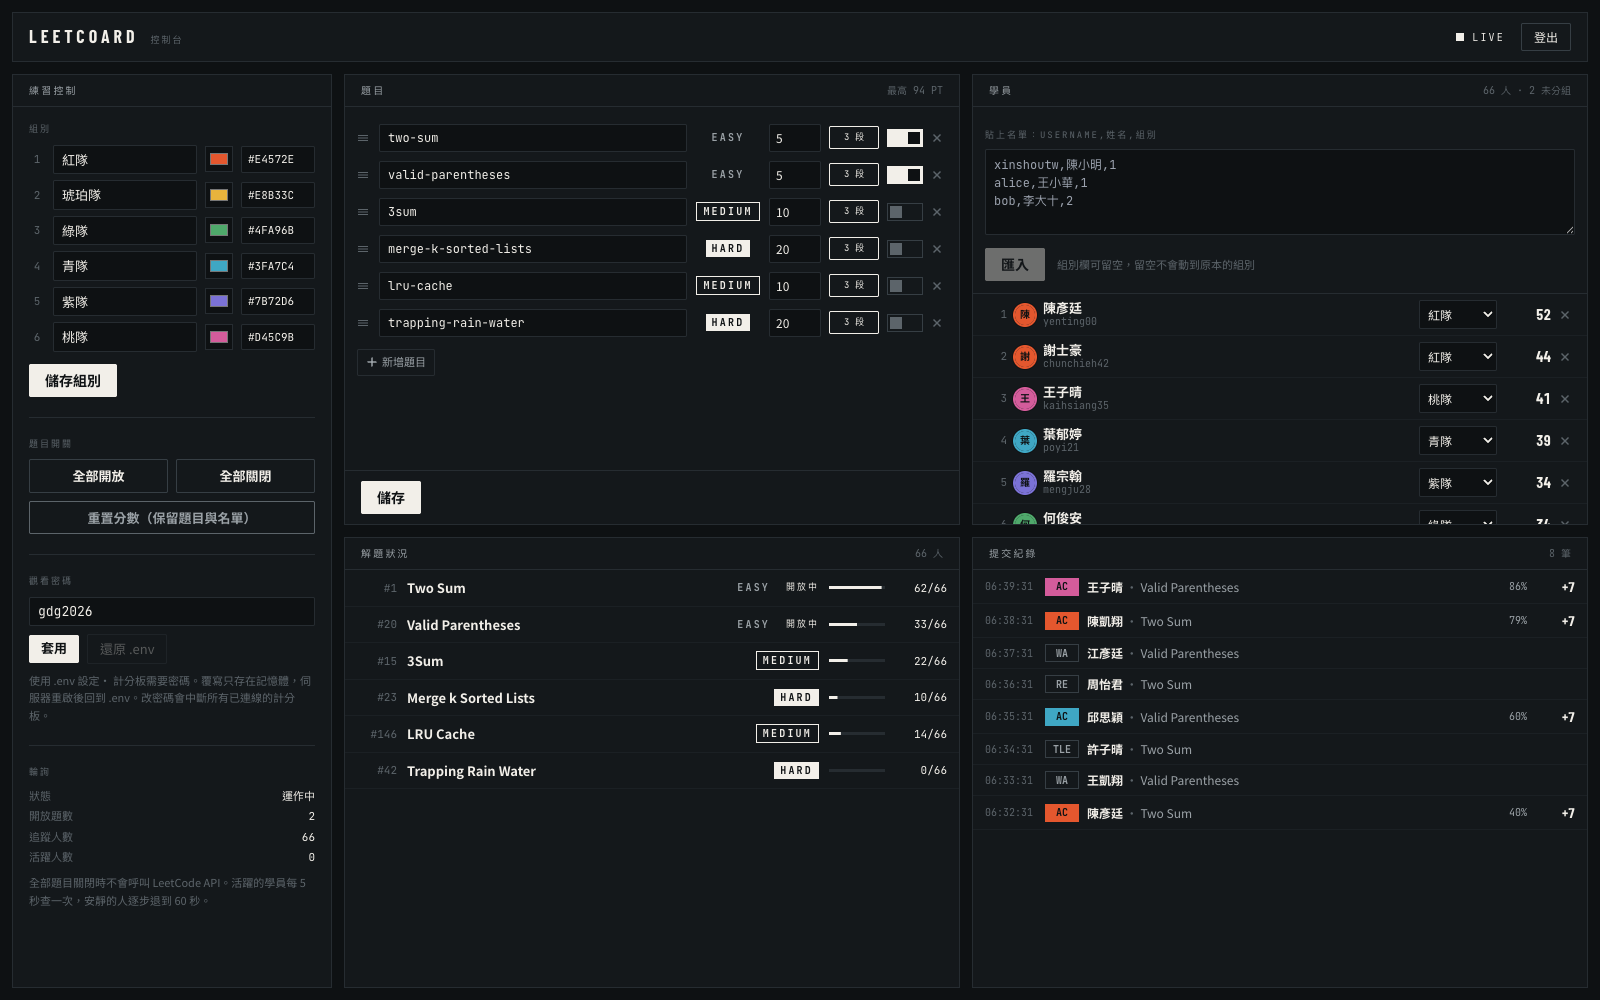 LEETCOARD 控制台
LIVE 登出
練習控制
組別
1 紅隊 #E4572E
2 琥珀隊 #E8B33C
3 綠隊 #4FA96B
4 青隊 #3FA7C4
5 紫隊 #7B72D6
6 桃隊 #D45C9B
儲存組別
題目開關
全部開放 全部關閉
重置分數（保留題目與名單）
觀看密碼
gdg2026
套用 還原 .env
使用 .env 設定・計分板需要密碼。覆寫只存在記憶體，伺
服器重啟後回到 .env。改密碼會中斷所有已連線的計分
板。
輪詢
狀態 運作中
開放題數 2
追蹤人數 66
活躍人數 0
全部題目關閉時不會呼叫 LeetCode API。活躍的學員每 5
秒查一次，安靜的人逐步退到 60 秒。
題目 最高 94 PT
two-sum EASY 5 3 段
valid-parentheses EASY 5 3 段
3sum MEDIUM 10 3 段
merge-k-sorted-lists HARD 20 3 段
lru-cache MEDIUM 10 3 段
trapping-rain-water HARD 20 3 段
新增題目
儲存
學員 66 人 · 2 未分組
貼上名單：USERNAME,姓名,組別
xinshoutw,陳小明,1
alice,王小華,1
bob,李大十,2
匯入 組別欄可留空，留空不會動到原本的組別
1 陳 陳彥廷 yenting00 紅隊 52
2 謝 謝士豪 chunchieh42 紅隊 44
3 王 王子晴 kaihsiang35 桃隊 41
4 葉 葉郁婷 poyi21 青隊 39
5 羅 羅宗翰 mengju28 紫隊 34
6 何 何俊安 綠隊 34
解題狀況 66 人
#1 Two Sum EASY 開放中 62/66
#20 Valid Parentheses EASY 開放中 33/66
#15 3Sum MEDIUM 22/66
#23 Merge k Sorted Lists HARD 10/66
#146 LRU Cache MEDIUM 14/66
#42 Trapping Rain Water HARD 0/66
提交紀錄 8 筆
06:39:31 AC 王子晴 · Valid Parentheses 86% +7
06:38:31 AC 陳凱翔 · Two Sum 79% +7
06:37:31 WA 江彥廷 · Valid Parentheses
06:36:31 RE 周怡君 · Two Sum
06:35:31 AC 邱思穎 · Valid Parentheses 60% +7
06:34:31 TLE 許子晴 · Two Sum
06:33:31 WA 王凱翔 · Valid Parentheses
06:32:31 AC 陳彥廷 · Two Sum 40% +7